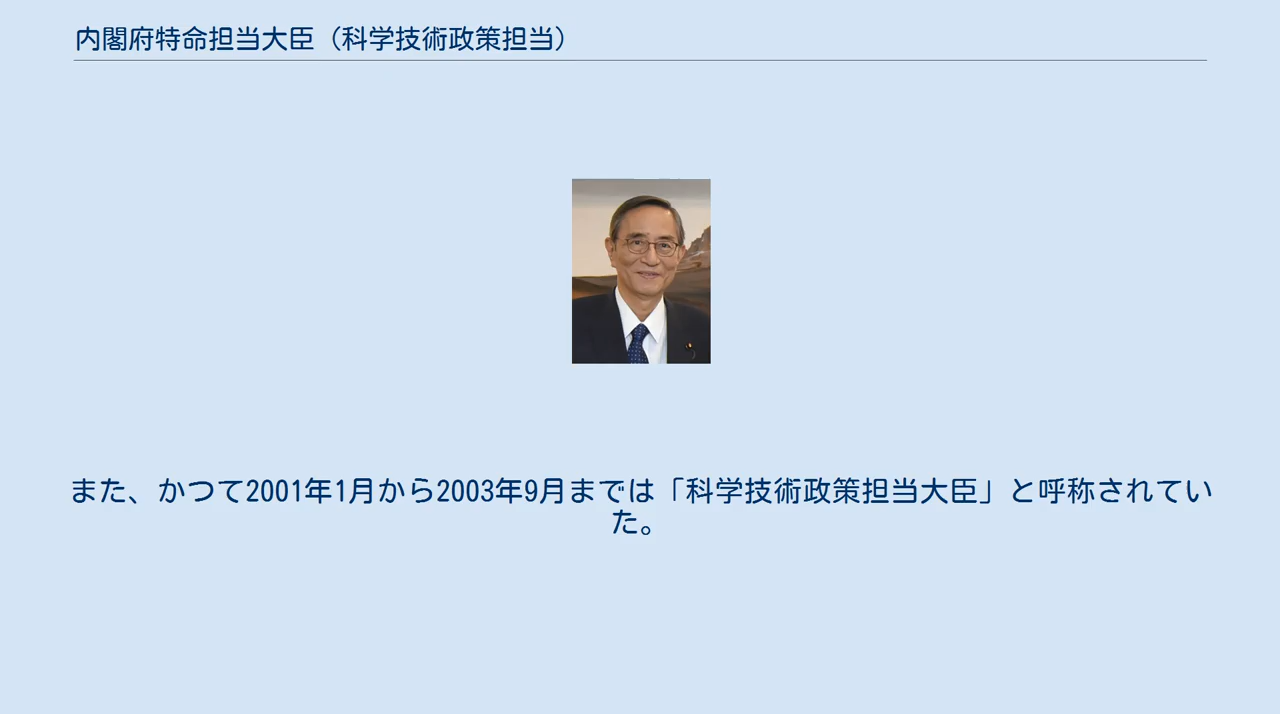 内閣府特命担当大臣（科学技術政策担当）
また、かつて2001年1月から2003年9月までは「科学技術政策担当大臣」と呼称されてい
た。